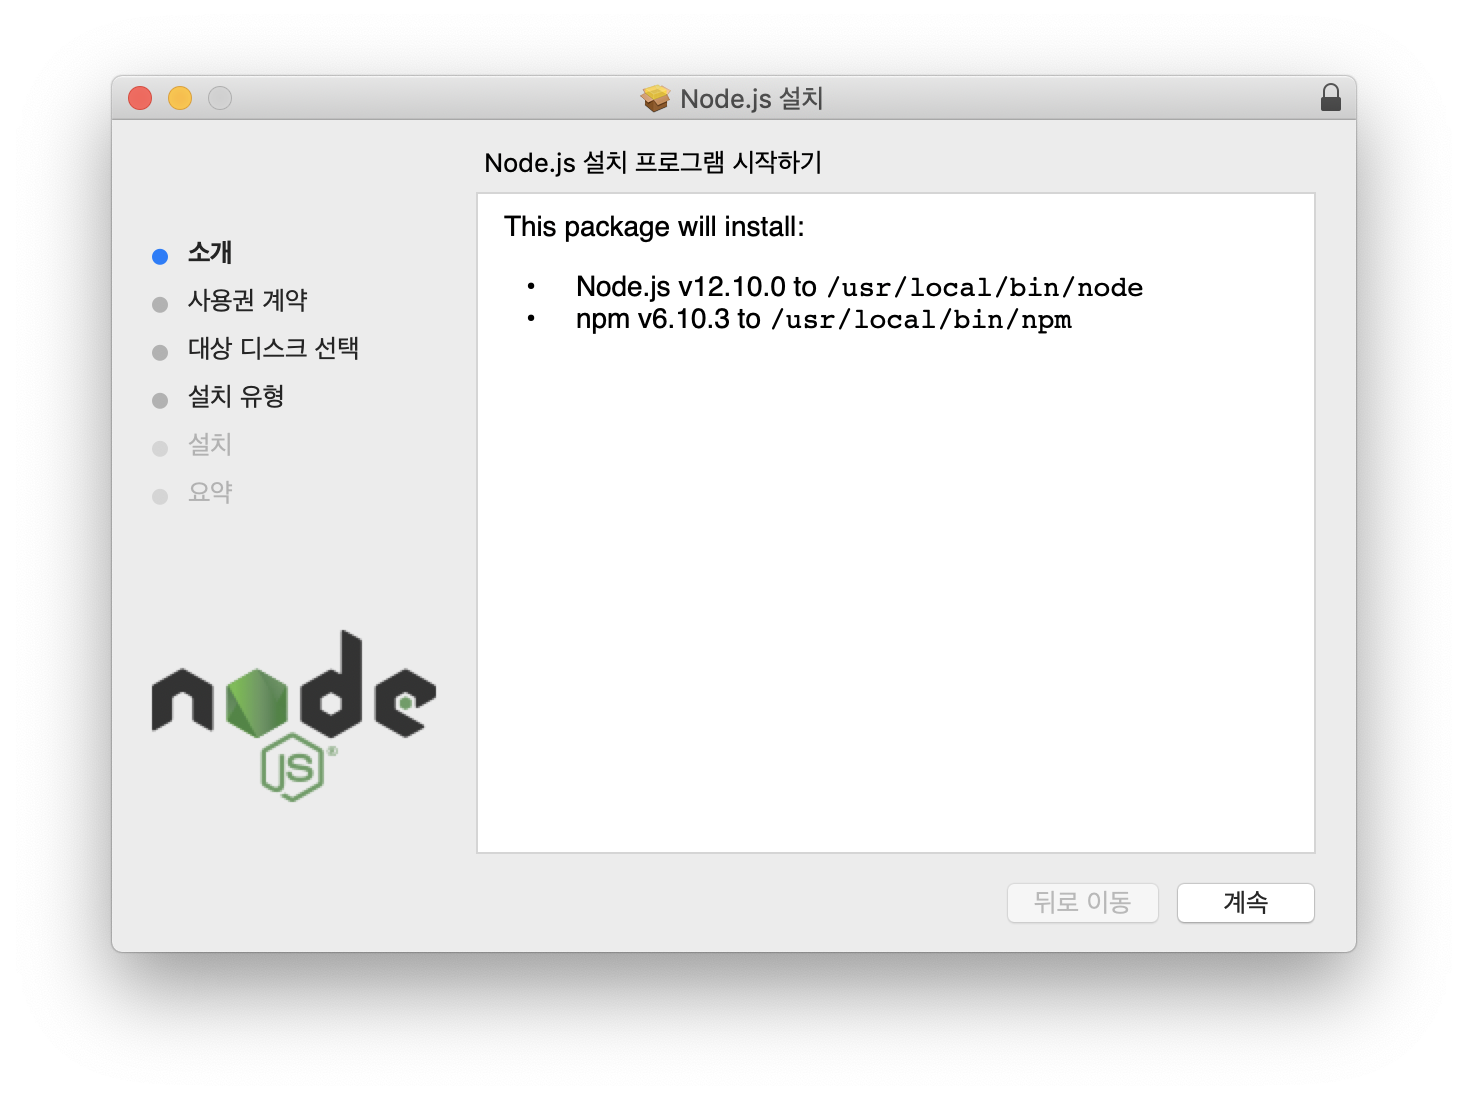 Node.js 설치
Node.js 설치 프로그램 시작하기
소개
사용권 계약
대상 디스크 선택
설치 유형
설치
요약
This package will install:
• Node.js v12.10.0 to /usr/local/bin/node
• npm v6.10.3 to /usr/local/bin/npm
node
JS®
뒤로 이동
계속